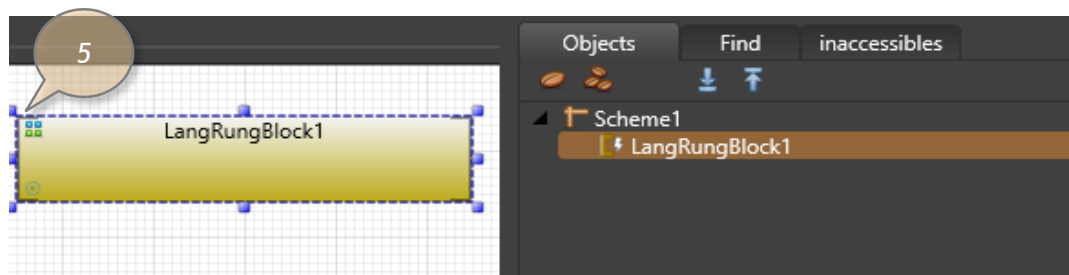 5
Objects Find inaccessibles
Scheme1
LangRungBlock1
LangRungBlock1